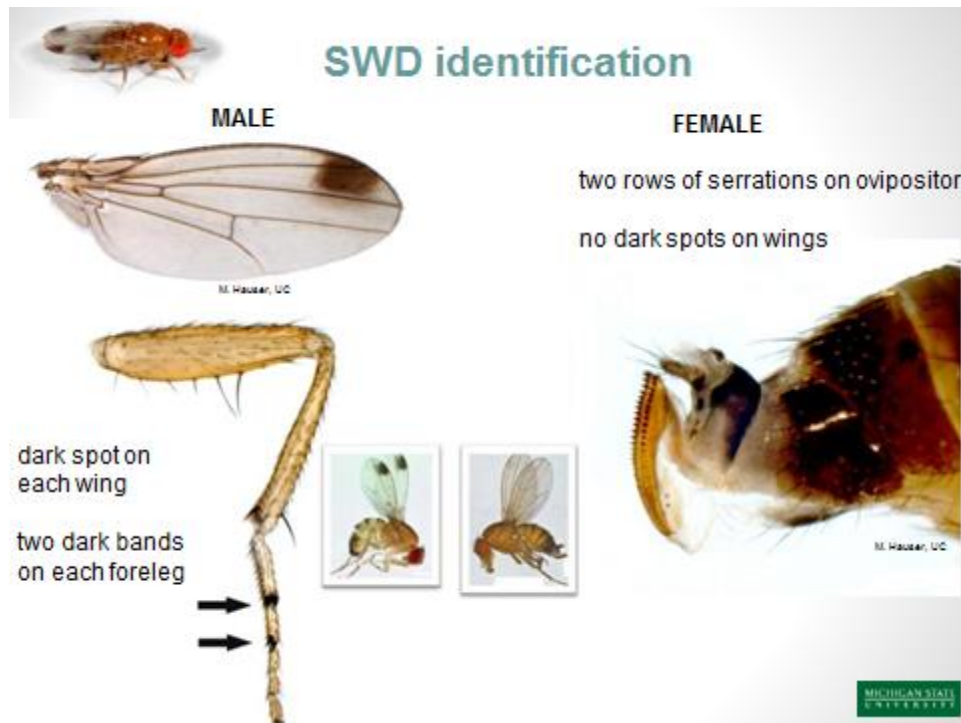 SWD identification
MALE
M. Hauser, UC
dark spot on
each wing
two dark bands
on each foreleg
FEMALE
two rows of serrations on ovipositor
no dark spots on wings
M. Hauser, UC
MICHIGAN STATE
UNIVERSITY